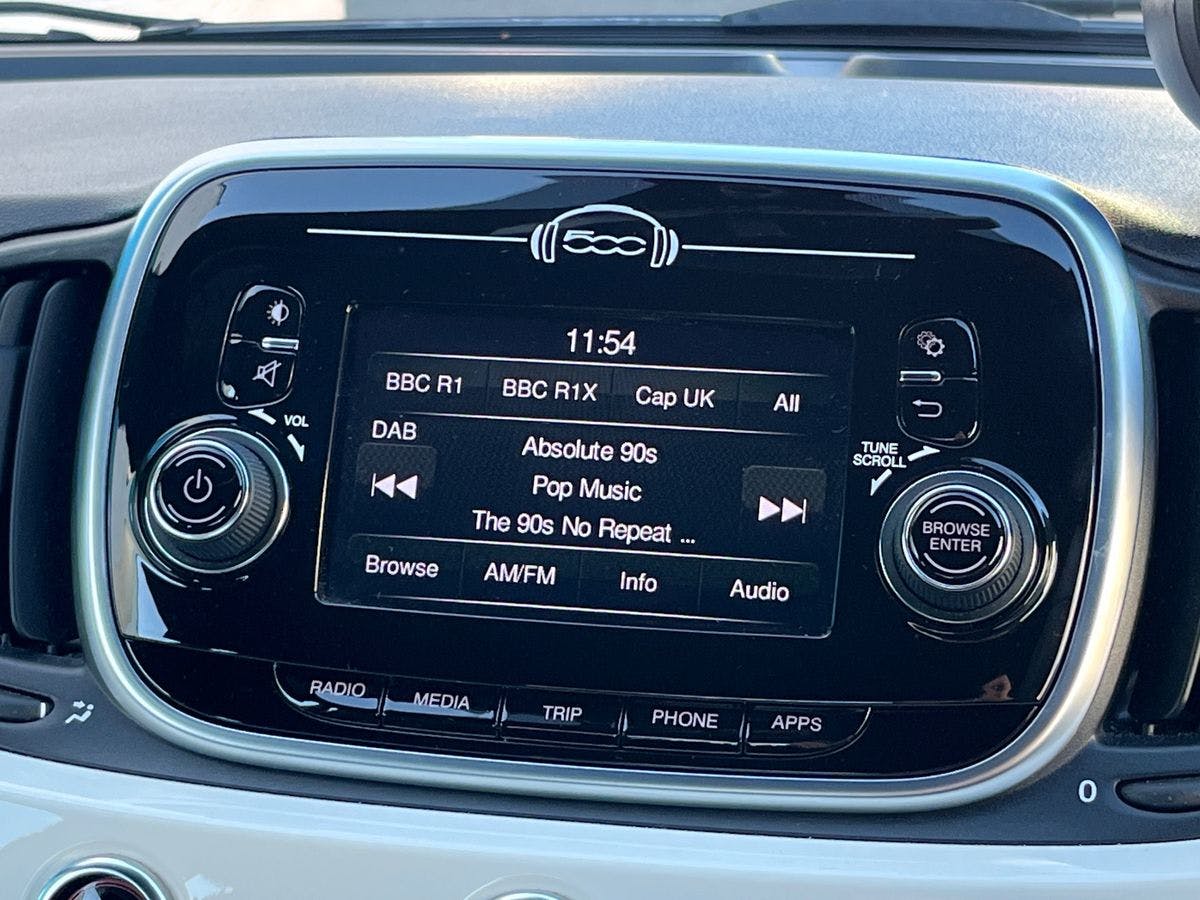 500
11:54
BBC R1 BBC R1X Cap UK All
VOL
DAB
Absolute 90s
TUNE
SCROLL
Pop Music
The 90s No Repeat ...
BROWSE
ENTER
Browse AM/FM Info Audio
RADIO MEDIA TRIP PHONE APPS
0